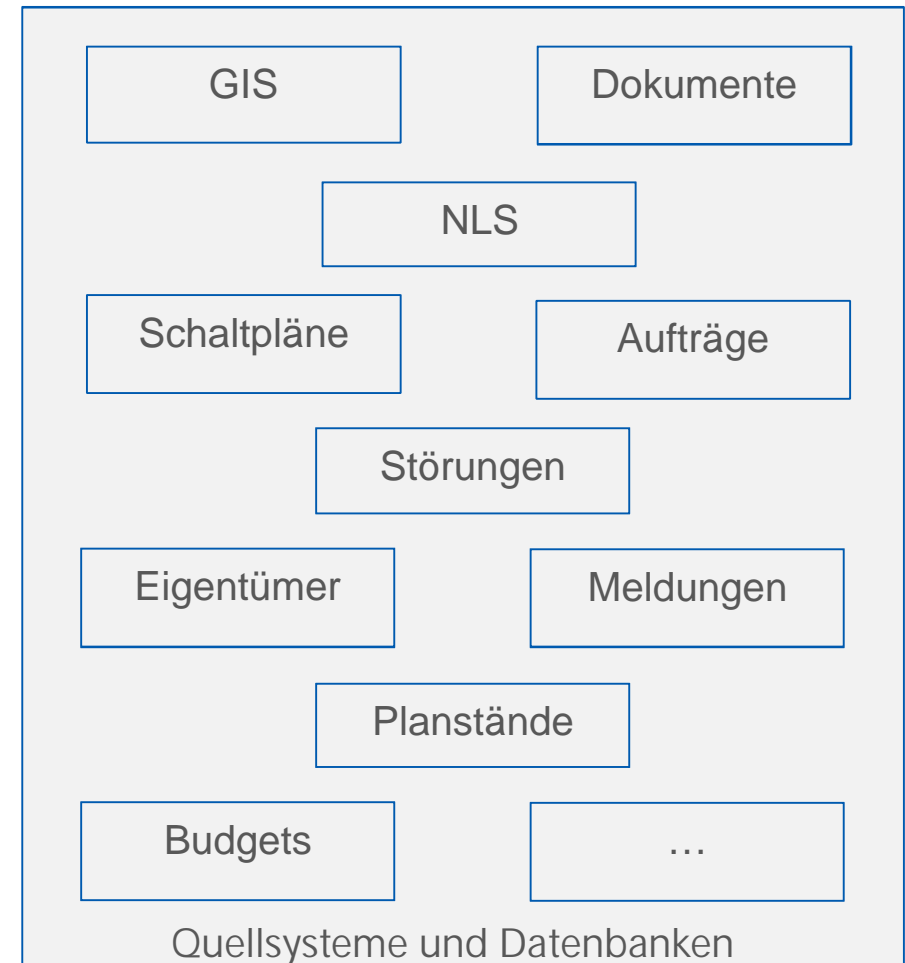 GIS
Dokumente
NLS
Schaltpläne
Aufträge
Störungen
Eigentümer
Meldungen
Planstände
Budgets
…
Quellsysteme und Datenbanken